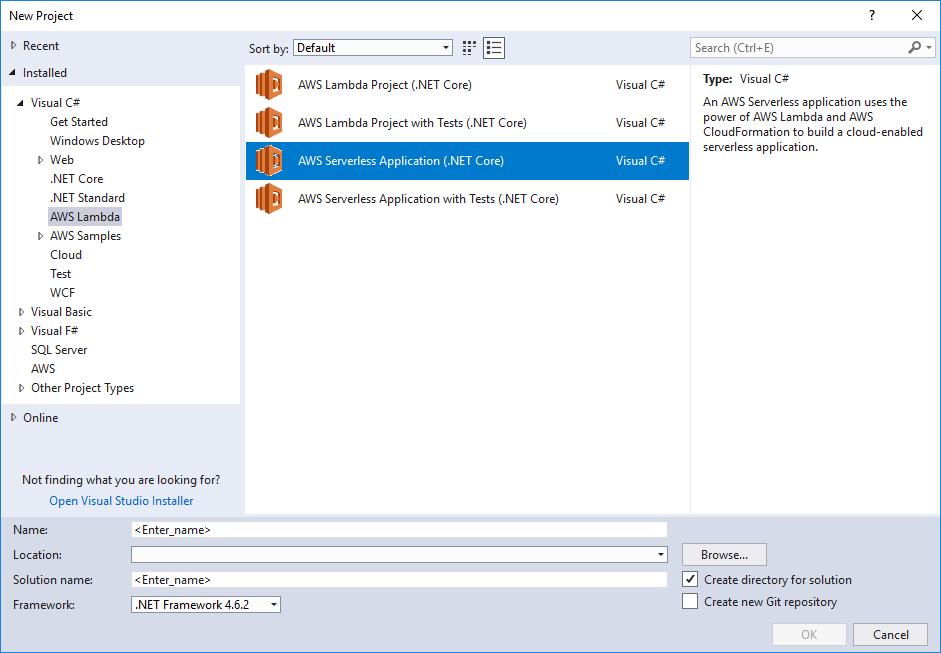 New Project
?
Recent
Installed
Visual C#
Get Started
Windows Desktop
Web
.NET Core
.NET Standard
AWS Lambda
AWS Samples
Cloud
Test
WCF
Visual Basic
Visual F#
SQL Server
AWS
Other Project Types
Online
Not finding what you are looking for?
Open Visual Studio Installer
Sort by: Default
AWS Lambda Project (.NET Core) Visual C#
AWS Lambda Project with Tests (.NET Core) Visual C#
AWS Serverless Application (.NET Core) Visual C#
AWS Serverless Application with Tests (.NET Core) Visual C#
Search (Ctrl+E)
Type: Visual C#
An AWS Serverless application uses the
power of AWS Lambda and AWS
CloudFormation to build a cloud-enabled
serverless application.
Name: <Enter_name>
Location:
Browse...
Solution name: <Enter_name>
Create directory for solution
Framework: .NET Framework 4.6.2
Create new Git repository
OK
Cancel